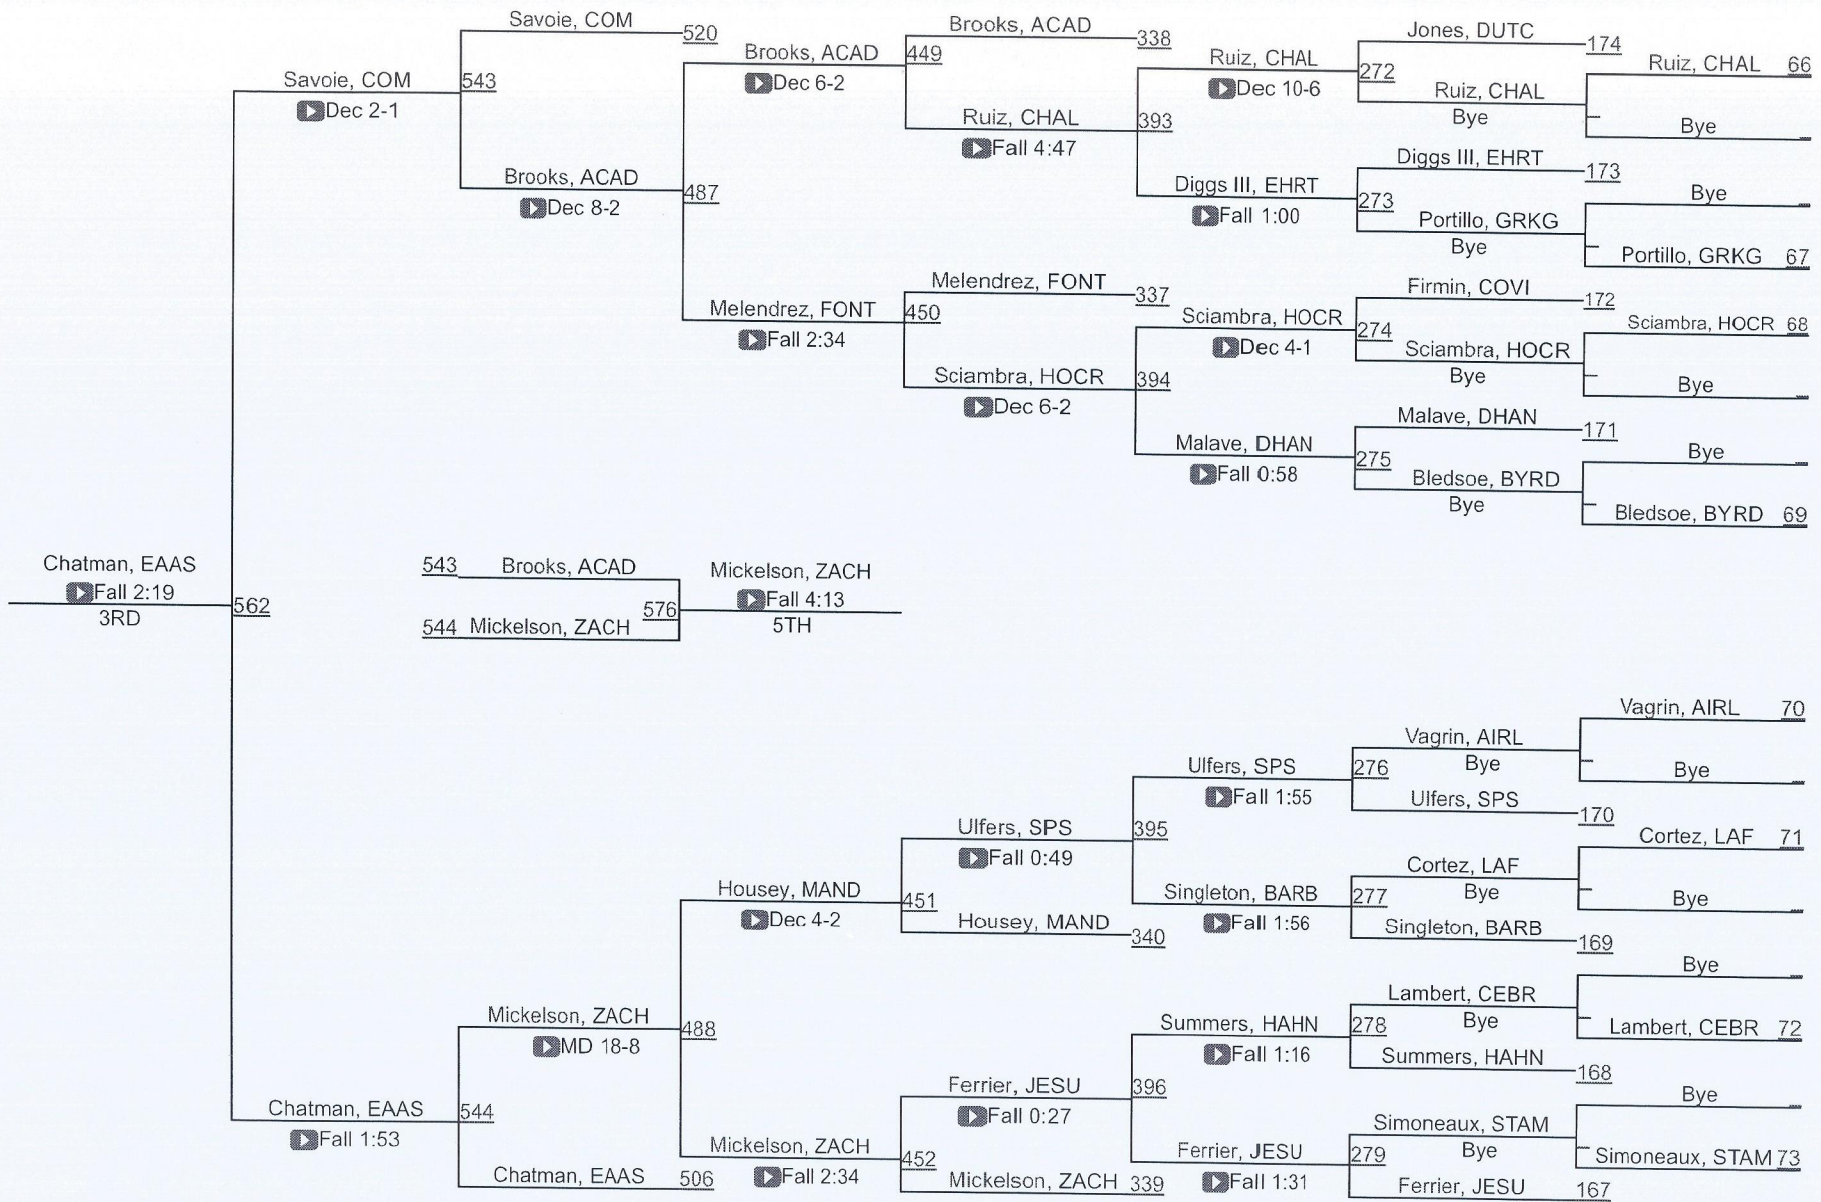 Savoie, COM
520
Brooks, ACAD
338
Jones, DUTC
174
Brooks, ACAD
449
Dec 6-2
Ruiz, CHAL
272
Dec 10-6
Ruiz, CHAL 66
Savoie, COM
543
Dec 2-1
Ruiz, CHAL
Bye
Ruiz, CHAL
393
Fall 4:47
Bye
Diggs III, EHRT
173
Brooks, ACAD
487
Dec 8-2
Diggs III, EHRT
273
Fall 1:00
Bye
Portillo, GRKG
Bye
Portillo, GRKG 67
Melendrez, FONT
337
Firmin, COVI
172
Melendrez, FONT
450
Fall 2:34
Sciambra, HOCR
274
Dec 4-1
Sciambra, HOCR 68
Sciambra, HOCR
Bye
Sciambra, HOCR
394
Dec 6-2
Bye
Malave, DHAN
171
Malave, DHAN
275
Fall 0:58
Bye
Bledsoe, BYRD
Bye
Bledsoe, BYRD 69
Chatman, EAAS
Fall 2:19
562
3RD
543 Brooks, ACAD
Mickelson, ZACH
Fall 4:13
576
544 Mickelson, ZACH
5TH
Vagrin, AIRL 70
Vagrin, AIRL
Bye
Ulfers, SPS
276
Fall 1:55
Bye
Ulfers, SPS
170
Ulfers, SPS
395
Fall 0:49
Cortez, LAF 71
Cortez, LAF
Bye
Housey, MAND
451
Dec 4-2
Singleton, BARB
277
Fall 1:56
Bye
Housey, MAND
340
Singleton, BARB
169
Bye
Lambert, CEBR
Bye
Mickelson, ZACH
488
MD 18-8
Summers, HAHN
278
Fall 1:16
Lambert, CEBR 72
Summers, HAHN
168
Ferrier, JESU
396
Fall 0:27
Bye
Chatman, EAAS
544
Fall 1:53
Simoneaux, STAM
Bye
Mickelson, ZACH
452
Fall 2:34
Ferrier, JESU
279
Fall 1:31
Simoneaux, STAM 73
Chatman, EAAS 506
Mickelson, ZACH 339
Ferrier, JESU 167